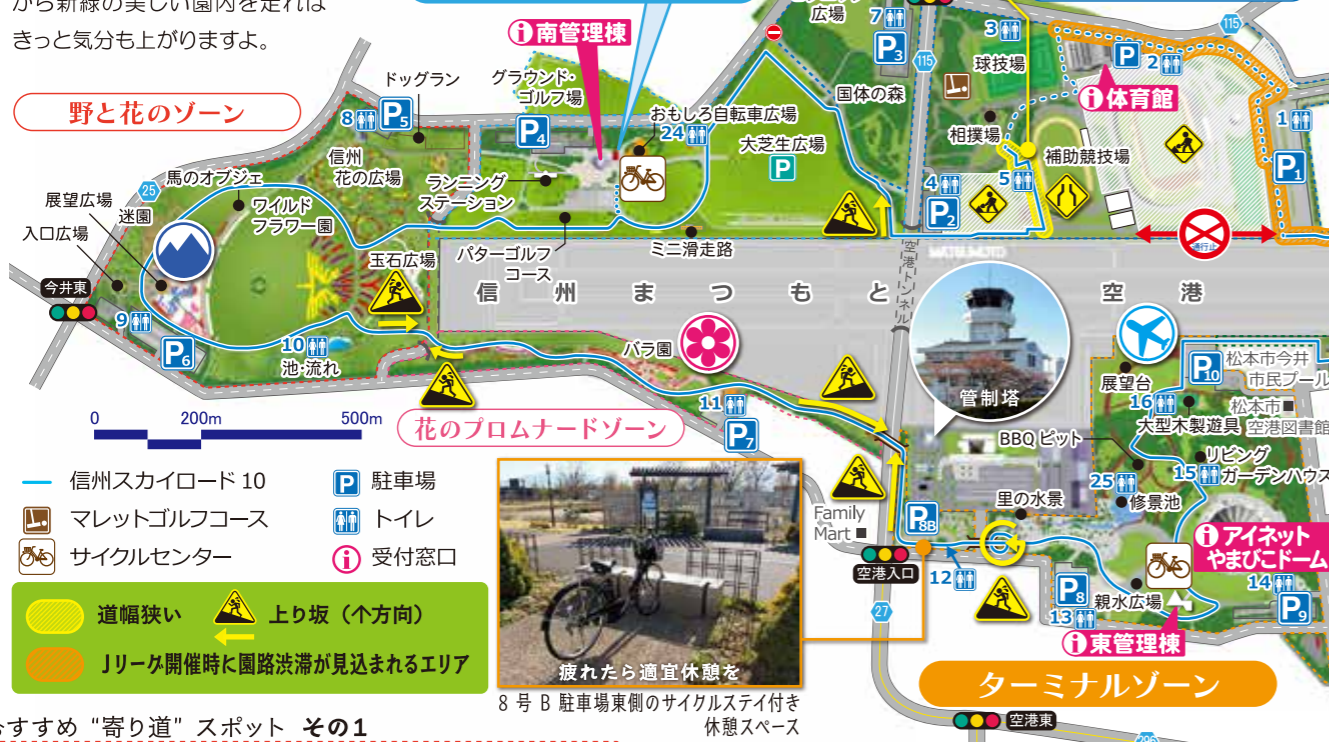 から新緑の美しい園内を走れば
きっと気分も上がりますよ。
野と花のゾーン
ドッグラン
8
P5
信州
花の広場
馬のオブジェ
25
展望広場
迷園
ワイルド
フラワー園
入口広場
今井東
9
P6
10
池・流れ
玉石広場
i 南管理棟
グラウンド・
ゴルフ場
P4
おもしろ自転車広場
24
ランニング
ステーション
大芝生広場
P
パターゴルフ
コース
ミニ滑走路
広場
7
P3
115
国体の森
3
球技場
相撲場
P
2
i 体育館
115
1
P1
補助競技場
4
5
P2
通行止
信州まつもと空港
空港トンネル
MATSUMOTO
管制塔
バラ園
11
P7
花のプロムナードゾーン
展望台
P10
松本市今井
市民プール
16
大型木製遊具
松本市
空港図書館
BBQ ピット
リビング
ガーデンハウス
15
25
修景池
里の水景
P8B
Family
Mart
空港入口
12
27
i アイネット
やまびこドーム
14
P8
13
親水広場
P9
i 東管理棟
ターミナルゾーン
空港東
0 200m 500m
信州スカイロード 10
P 駐車場
マレットゴルフコース
トイレ
サイクルセンター
i 受付窓口
道幅狭い
上り坂（个方向）
Jリーグ開催時に園路渋滞が見込まれるエリア
疲れたら適宜休憩を
8 号 B 駐車場東側のサイクルステイ付き
休憩スペース
すすめ “寄り道” スポット その1